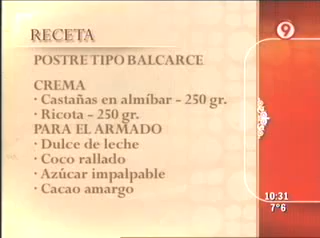 RECETA
9
POSTRE TIPO BALCARCE
CREMA
· Castañas en almíbar - 250 gr.
· Ricota - 250 gr.
PARA EL ARMADO
· Dulce de leche
· Coco rallado
· Azúcar impalpable
· Cacao amargo
10:31
7°6